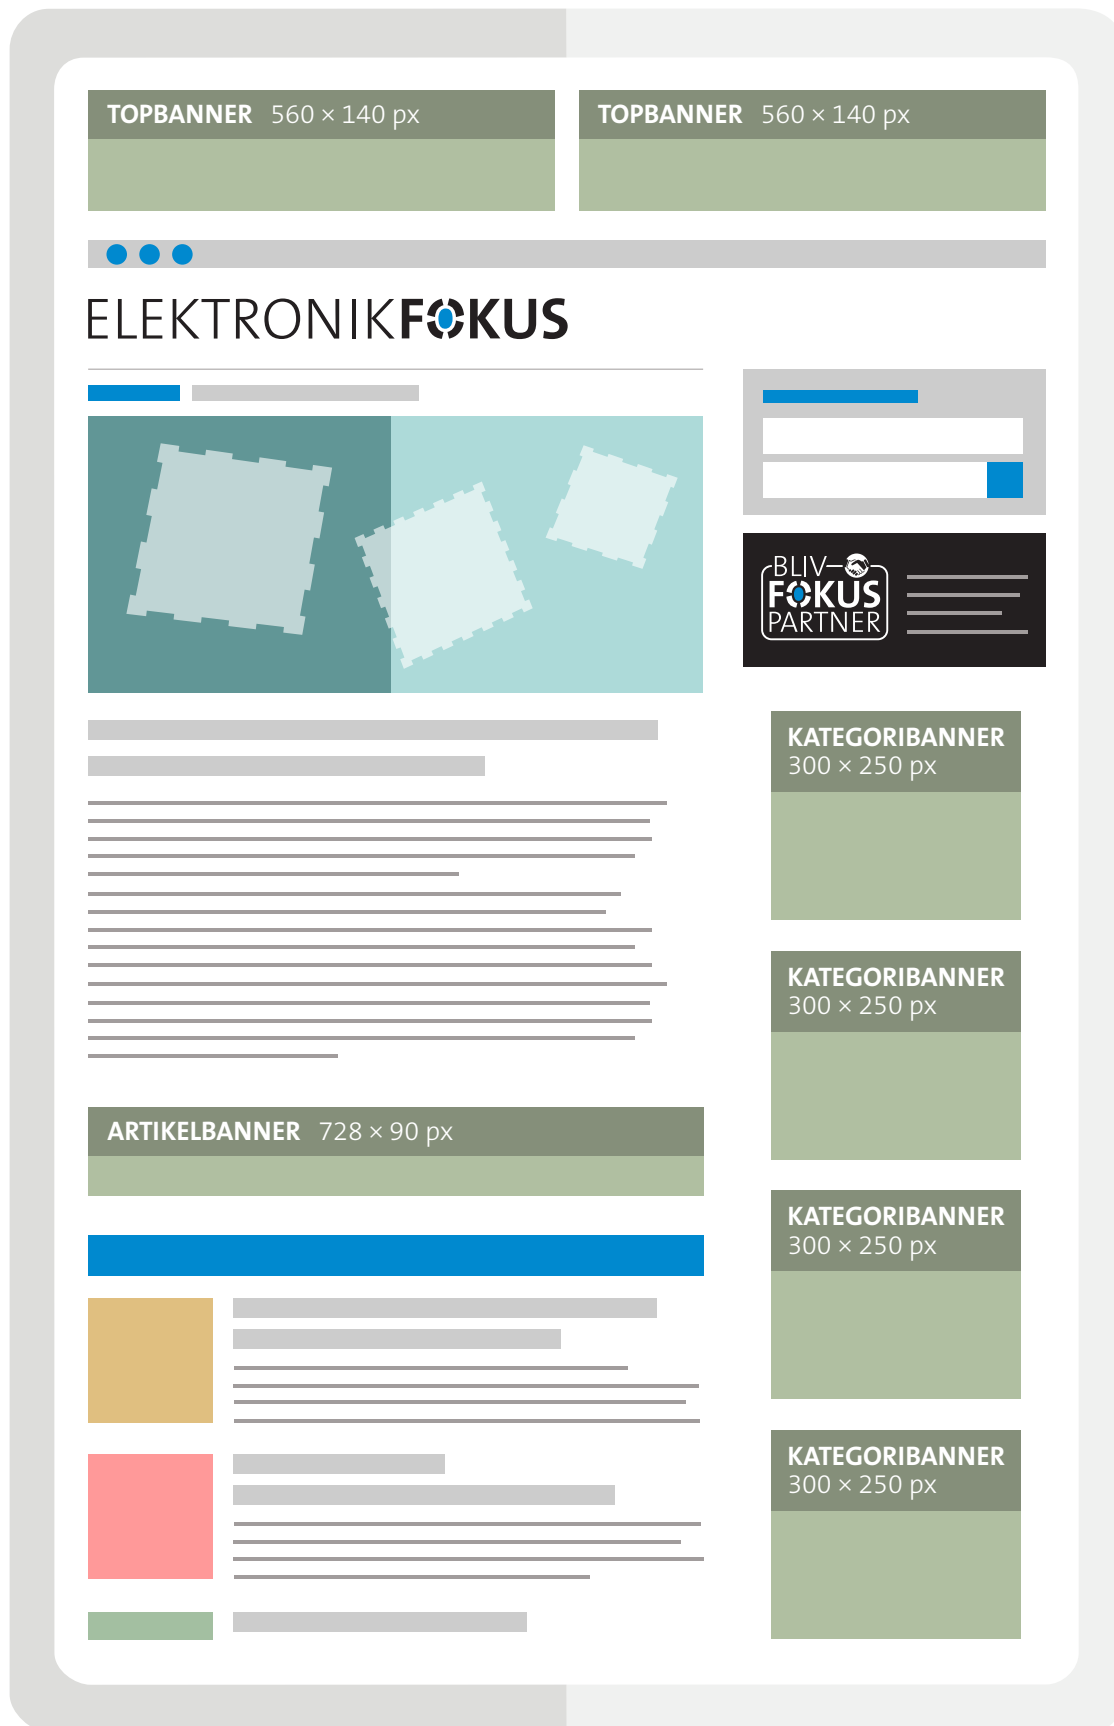 TOPBANNER 560 × 140 px
TOPBANNER 560 × 140 px
ELEKTRONIKFOKUS
BLIV
FOKUS
PARTNER
KATEGORIBANNER
300 × 250 px
KATEGORIBANNER
300 × 250 px
ARTIKELBANNER 728 × 90 px
KATEGORIBANNER
300 × 250 px
KATEGORIBANNER
300 × 250 px